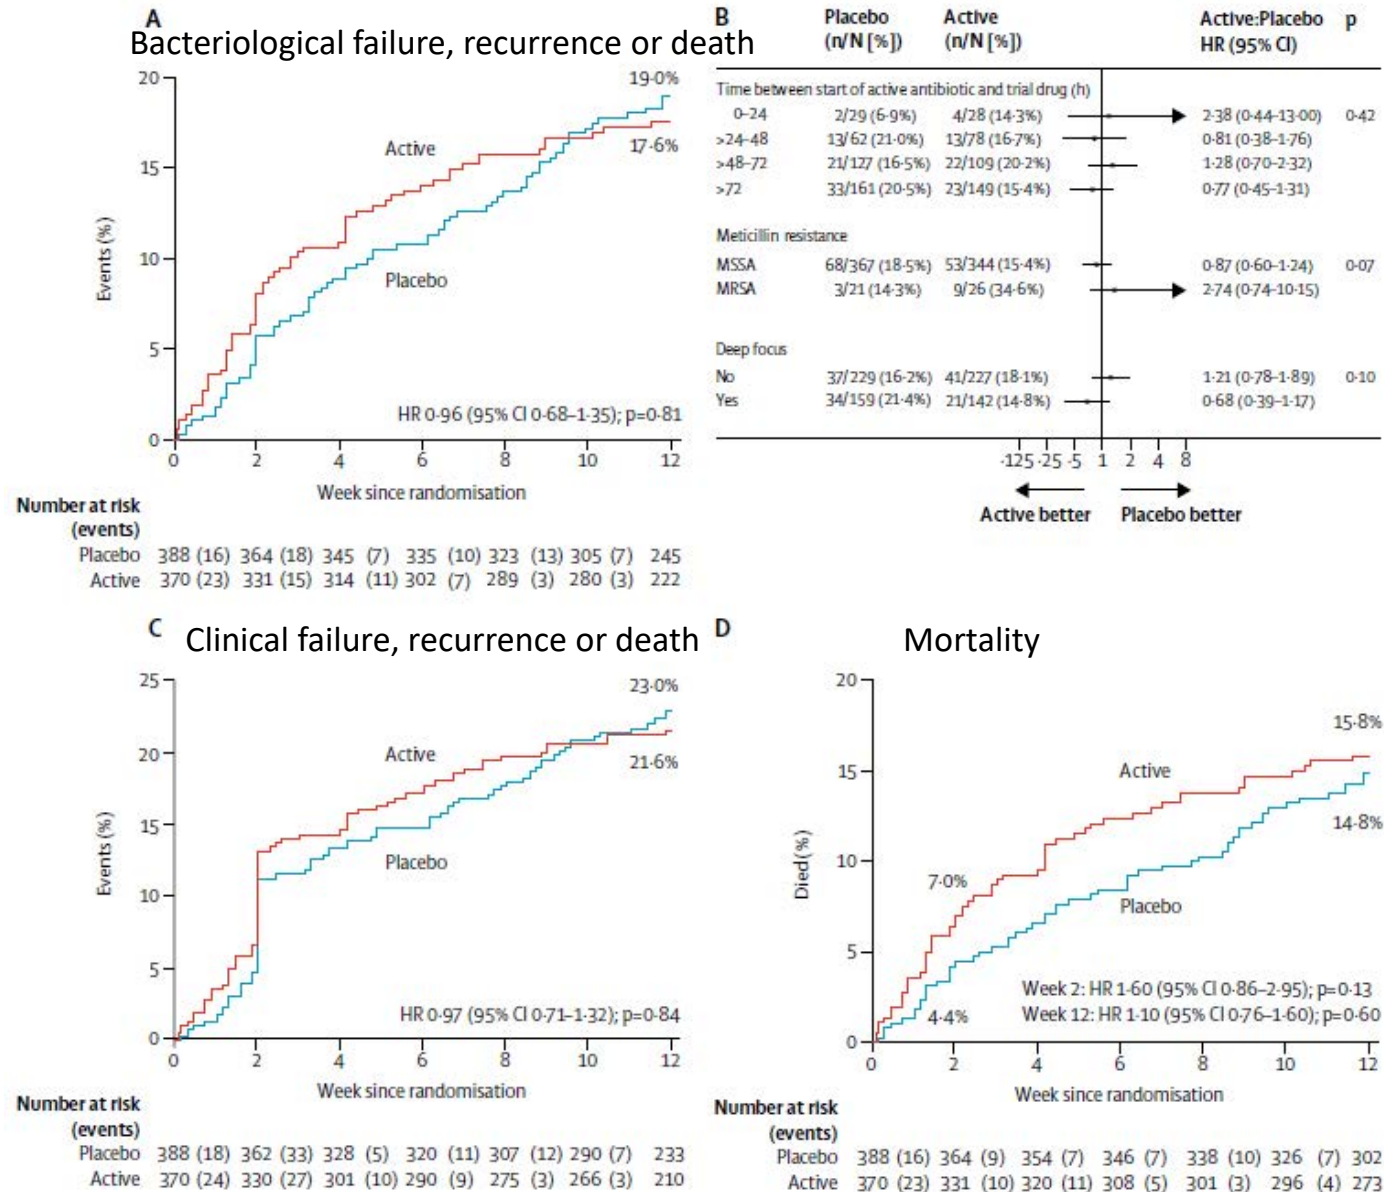 A
Bacteriological failure, recurrence or death
20
15
10
5
0
Events (%)
19·0%
17·6%
Active
Placebo
HR 0·96 (95% CI 0·68–1·35); p=0·81
0 2 4 6 8 10 12
Week since randomisation
Number at risk
(events)
Placebo 388 (16) 364 (18) 345 (7) 335 (10) 323 (13) 305 (7) 245
Active 370 (23) 331 (15) 314 (11) 302 (7) 289 (3) 280 (3) 222
B
Placebo Active Active:Placebo p
(n/N [%]) (n/N [%]) HR (95% CI)
Time between start of active antibiotic and trial drug (h)
0–24 2/29 (6·9%) 4/28 (14·3%) 2·38 (0·44–13·00) 0·42
>24–48 13/62 (21·0%) 13/78 (16·7%) 0·81 (0·38–1·76)
>48–72 21/127 (16·5%) 22/109 (20·2%) 1·28 (0·70–2·32)
>72 33/161 (20·5%) 23/149 (15·4%) 0·77 (0·45–1·31)
Meticillin resistance
MSSA 68/367 (18·5%) 53/344 (15·4%) 0·87 (0·60–1·24) 0·07
MRSA 3/21 (14·3%) 9/26 (34·6%) 2·74 (0·74–10·15)
Deep focus
No 37/229 (16·2%) 41/227 (18·1%) 1·21 (0·78–1·89) 0·10
Yes 34/159 (21·4%) 21/142 (14·8%) 0·68 (0·39–1·17)
·125 ·25 ·5 1 2 4 8
Active better Placebo better
C
Clinical failure, recurrence or death
25
20
15
10
5
0
Events (%)
23·0%
21·6%
Active
Placebo
HR 0·97 (95% CI 0·71–1·32); p=0·84
0 2 4 6 8 10 12
Week since randomisation
Number at risk
(events)
Placebo 388 (18) 362 (33) 328 (5) 320 (11) 307 (12) 290 (7) 233
Active 370 (24) 330 (27) 301 (10) 290 (9) 275 (3) 266 (3) 210
D
Mortality
20
15
10
5
0
Died (%)
15·8%
14·8%
Active
7·0%
Placebo
4·4%
Week 2: HR 1·60 (95% CI 0·86–2·95); p=0·13
Week 12: HR 1·10 (95% CI 0·76–1·60); p=0·60
0 2 4 6 8 10 12
Week since randomisation
Number at risk
(events)
Placebo 388 (16) 364 (9) 354 (7) 346 (7) 338 (10) 326 (7) 302
Active 370 (23) 331 (10) 320 (11) 308 (5) 301 (3) 296 (4) 273